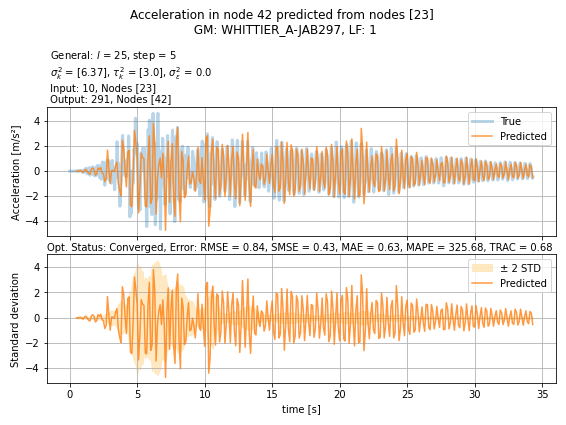 Acceleration in node 42 predicted from nodes [23]
GM: WHITTIER_A-JAB297, LF: 1
General: l = 25, step = 5
σ²ₖ = [6.37], τ²ₖ = [3.0], σ²ε = 0.0
Input: 10, Nodes [23]
Output: 291, Nodes [42]
Acceleration [m/s²]
4
2
0
−2
−4
True
Predicted
Opt. Status: Converged, Error: RMSE = 0.84, SMSE = 0.43, MAE = 0.63, MAPE = 325.68, TRAC = 0.68
Standard deviation
4
2
0
−2
−4
± 2 STD
Predicted
0 5 10 15 20 25 30 35
time [s]